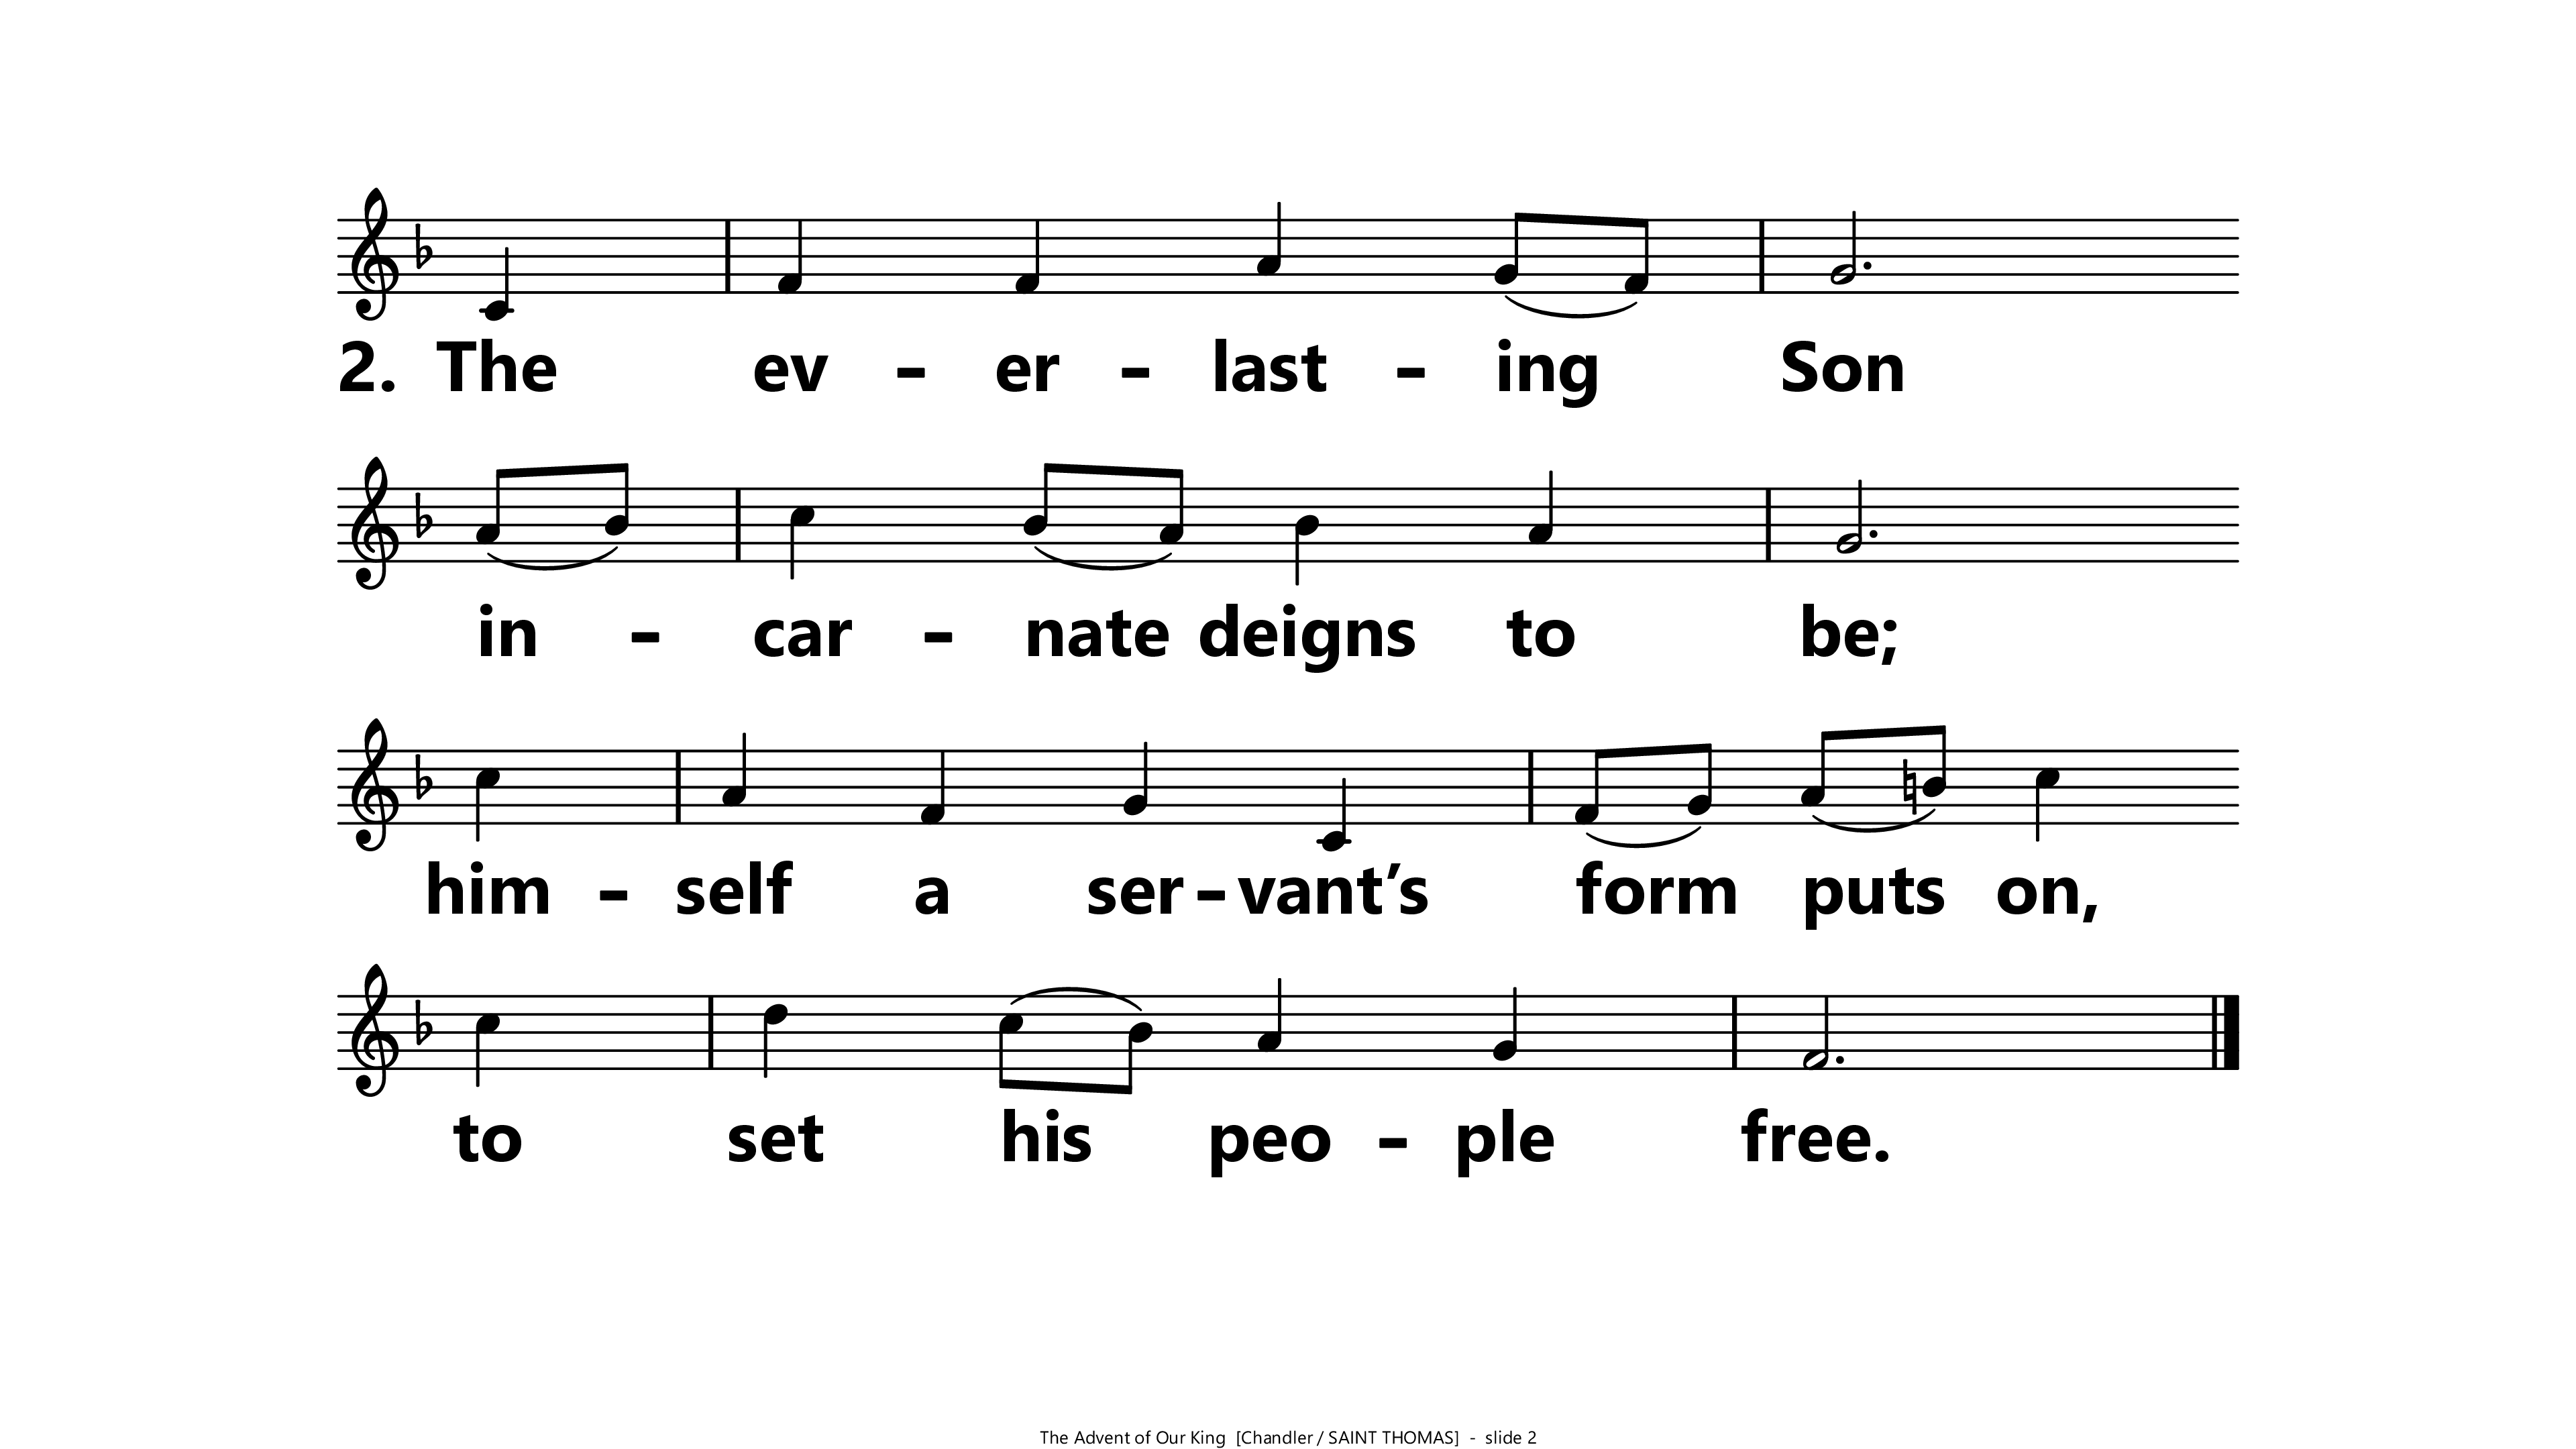 2. The ev - er - last - ing Son
in - car - nate deigns to be;
him - self a ser - vant’s form puts on,
to set his peo - ple free.
The Advent of Our King [Chandler / SAINT THOMAS] - slide 2